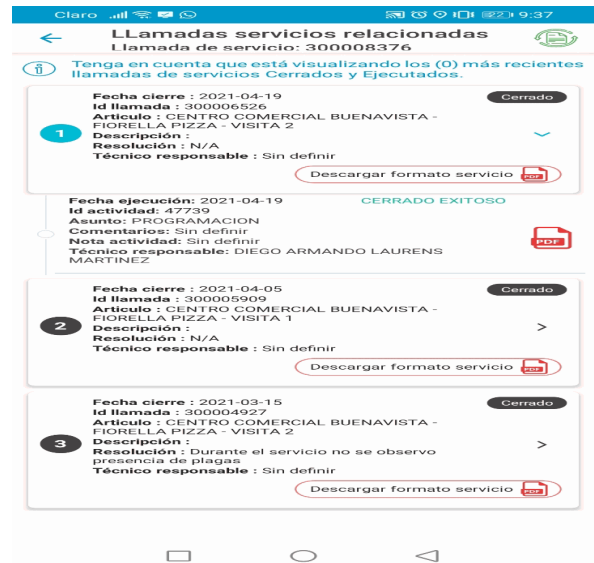 Claro 22 9:37
LLamadas servicios relacionadas
Llamada de servicio: 300008376
Tenga en cuenta que está visualizando los (0) más recientes
llamadas de servicios Cerrados y Ejecutados.
Fecha cierre : 2021-04-19 Cerrado
Id llamada : 300006526
Articulo : CENTRO COMERCIAL BUENAVISTA -
FIORELLA PIZZA - VISITA 2
1 Descripción :
Resolución : N/A
Técnico responsable : Sin definir
Descargar formato servicio PDF
Fecha ejecución: 2021-04-19 CERRADO EXITOSO
Id actividad: 47739
Asunto: PROGRAMACION
Comentarios: Sin definir
Nota actividad: Sin definir PDF
Técnico responsable: DIEGO ARMANDO LAURENS
MARTINEZ
Fecha cierre : 2021-04-05 Cerrado
Id llamada : 300005909
Articulo : CENTRO COMERCIAL BUENAVISTA -
FIORELLA PIZZA - VISITA 1
2 Descripción :
Resolución : N/A
Técnico responsable : Sin definir
Descargar formato servicio PDF
Fecha cierre : 2021-03-15 Cerrado
Id llamada : 300004927
Articulo : CENTRO COMERCIAL BUENAVISTA -
FIORELLA PIZZA - VISITA 2
3 Descripción :
Resolución : Durante el servicio no se observo
presencia de plagas
Técnico responsable : Sin definir
Descargar formato servicio PDF